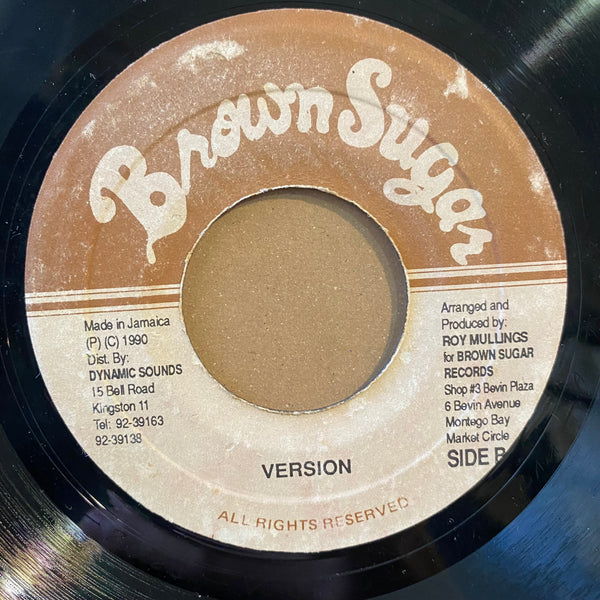 Brown Sugar
Made in Jamaica
(P) (C) 1990
Dist. By:
DYNAMIC SOUNDS
15 Bell Road
Kingston 11
Tel: 92-39163
92-39138
Arranged and
Produced by:
ROY MULLINGS
for BROWN SUGAR
RECORDS
Shop #3 Bevin Plaza
6 Bevin Avenue
Montego Bay
Market Circle
SIDE B
VERSION
ALL RIGHTS RESERVED